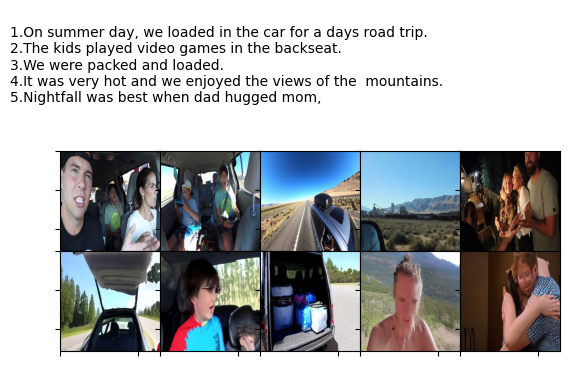 1.On summer day, we loaded in the car for a days road trip.
2.The kids played video games in the backseat.
3.We were packed and loaded.
4.It was very hot and we enjoyed the views of the  mountains.
5.Nightfall was best when dad hugged mom,